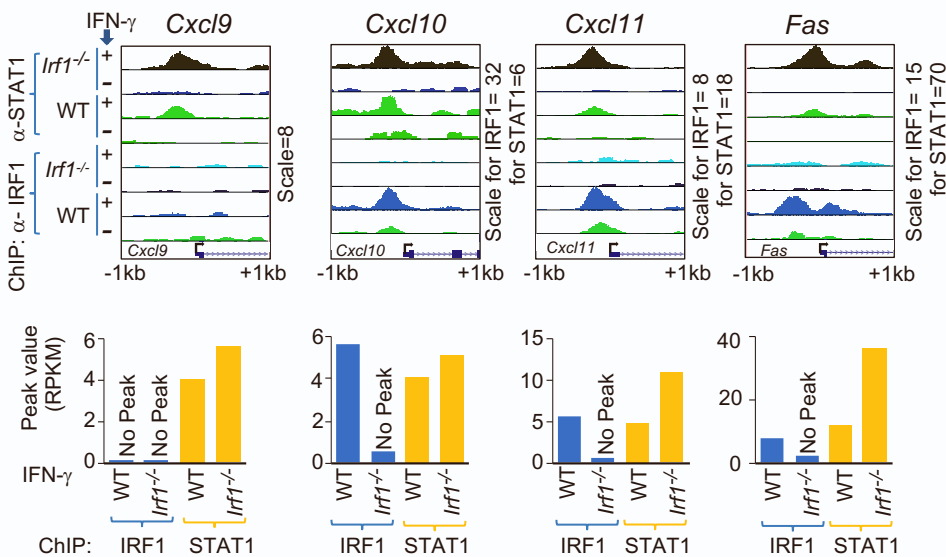 IFN-γ
Cxcl9
Cxcl10
Cxcl11
Fas
ChIP: α- IRF1
α-STAT1
Irf1-/-
+
−
WT
+
−
Irf1-/-
+
−
WT
+
−
Cxcl9
Scale=8
-1kb
+1kb
Cxcl10
Scale for IRF1= 32
for STAT1=6
-1kb
+1kb
Cxcl11
Scale for IRF1= 8
for STAT1=18
-1kb
+1kb
Fas
Scale for IRF1= 15
for STAT1=70
-1kb
+1kb
Peak value
(RPKM)
6
4
2
0
No Peak
No Peak
6
4
2
0
No Peak
15
10
5
0
No Peak
40
20
0
No Peak
IFN-γ
WT
Irf1-/-
WT
Irf1-/-
WT
Irf1-/-
WT
Irf1-/-
WT
Irf1-/-
WT
Irf1-/-
WT
Irf1-/-
WT
Irf1-/-
ChIP:
IRF1
STAT1
IRF1
STAT1
IRF1
STAT1
IRF1
STAT1